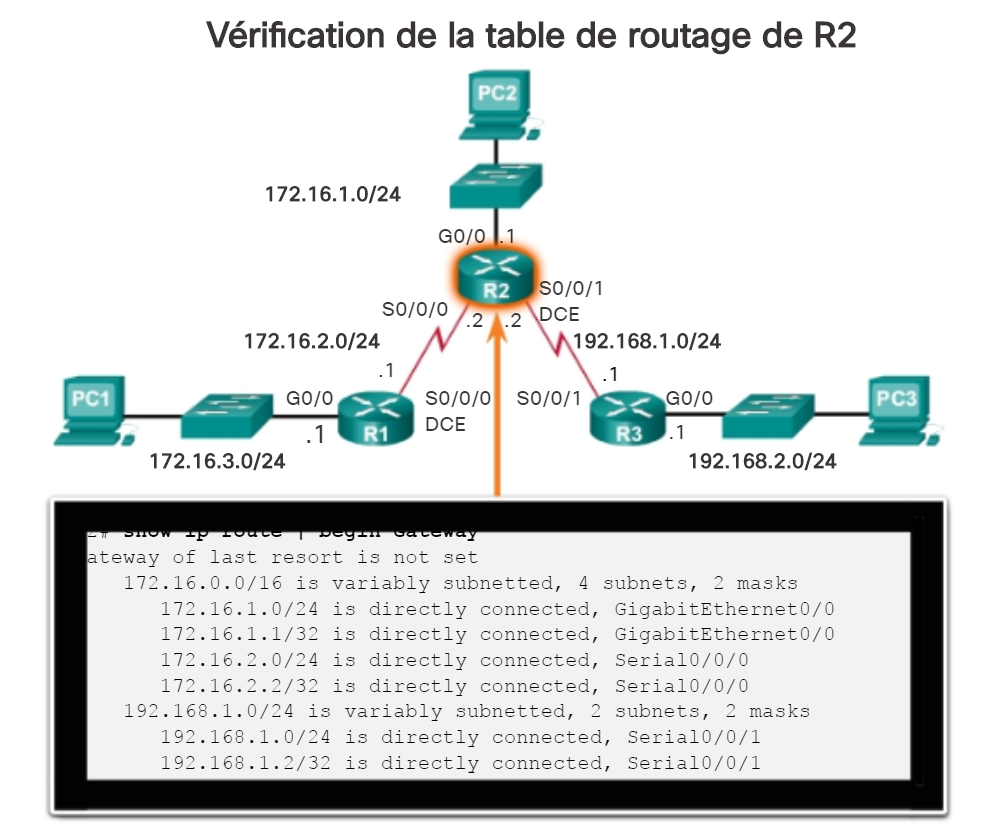 Vérification de la table de routage de R2
PC2
172.16.1.0/24
G0/0 .1
R2
S0/0/1
DCE
S0/0/0
.2 .2
172.16.2.0/24
192.168.1.0/24
.1
.1
PC1
G0/0
S0/0/0
DCE
S0/0/1
G0/0
PC3
.1
R1
R3
.1
172.16.3.0/24
192.168.2.0/24
# show ip route | begin Gateway
ateway of last resort is not set
172.16.0.0/16 is variably subnetted, 4 subnets, 2 masks
172.16.1.0/24 is directly connected, GigabitEthernet0/0
172.16.1.1/32 is directly connected, GigabitEthernet0/0
172.16.2.0/24 is directly connected, Serial0/0/0
172.16.2.2/32 is directly connected, Serial0/0/0
192.168.1.0/24 is variably subnetted, 2 subnets, 2 masks
192.168.1.0/24 is directly connected, Serial0/0/1
192.168.1.2/32 is directly connected, Serial0/0/1